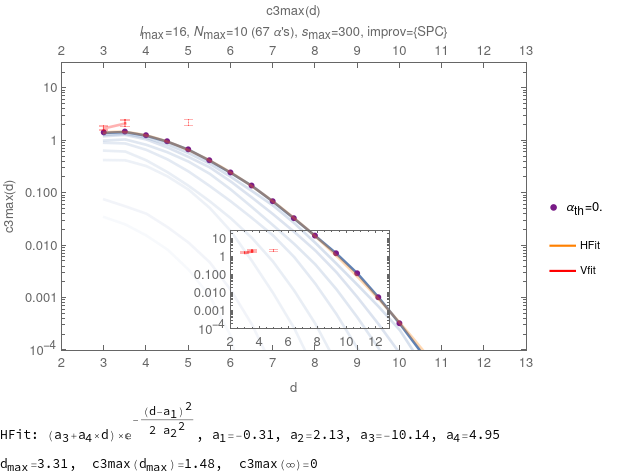 c3max(d)
lmax=16, Nmax=10 (67 α's), smax=300, improv={SPC}
2 3 4 5 6 7 8 9 10 11 12 13
10
1
0.100
0.010
0.001
10⁻⁴
c3max(d)
10
1
0.100
0.010
0.001
10⁻⁴
2 4 6 8 10 12
2 3 4 5 6 7 8 9 10 11 12 13
d
αth=0.
HFit
Vfit
HFit: (a₃+a₄×d)×e^(-(d-a₁)²/(2 a₂²)), a₁=-0.31, a₂=2.13, a₃=-10.14, a₄=4.95
dmax=3.31, c3max(dmax)=1.48, c3max(∞)=0